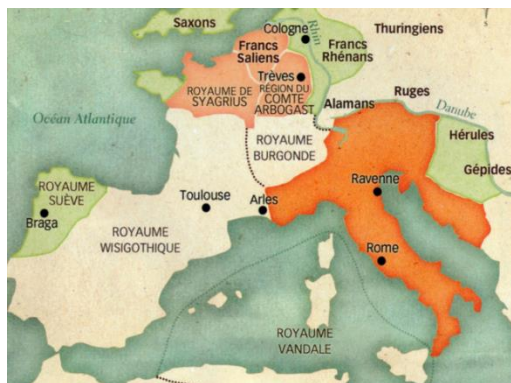 Saxons
Cologne
Rhin
Thuringiens
Francs
Saliens
Francs
Rhénans
Trèves
ROYAUME DE
SYAGRIUS
RÉGION DU
COMTE
ARBOGAST
Alamans
Ruges
Danube
Océan Atlantique
ROYAUME
BURGONDE
Hérules
Gépides
ROYAUME
SUÈVE
Braga
Toulouse
Arles
Ravenne
ROYAUME
WISIGOTHIQUE
Rome
ROYAUME
VANDALE